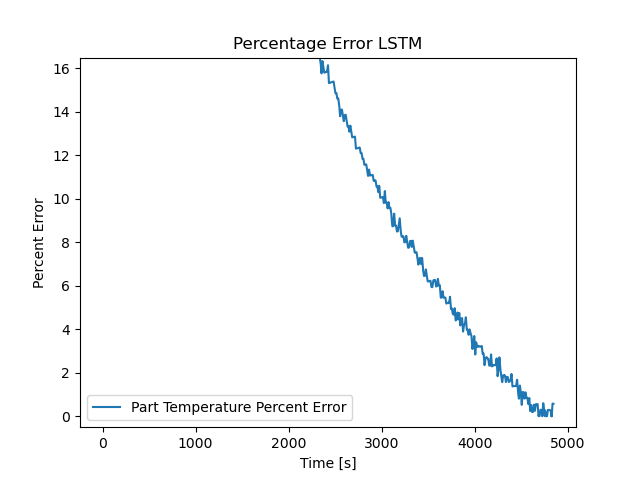 Percentage Error LSTM
16
14
12
10
8
6
4
2
0
Percent Error
Part Temperature Percent Error
0 1000 2000 3000 4000 5000
Time [s]